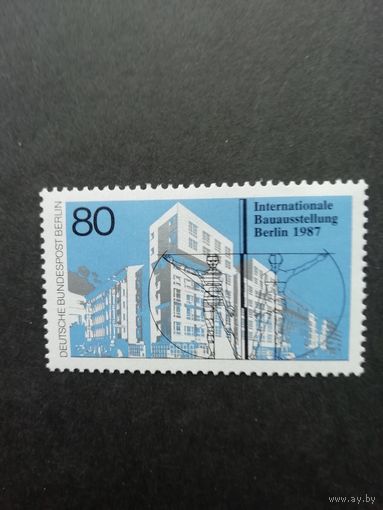 80
Internationale
Bauausstellung
Berlin 1987
DEUTSCHE BUNDESPOST BERLIN
www.ay.by